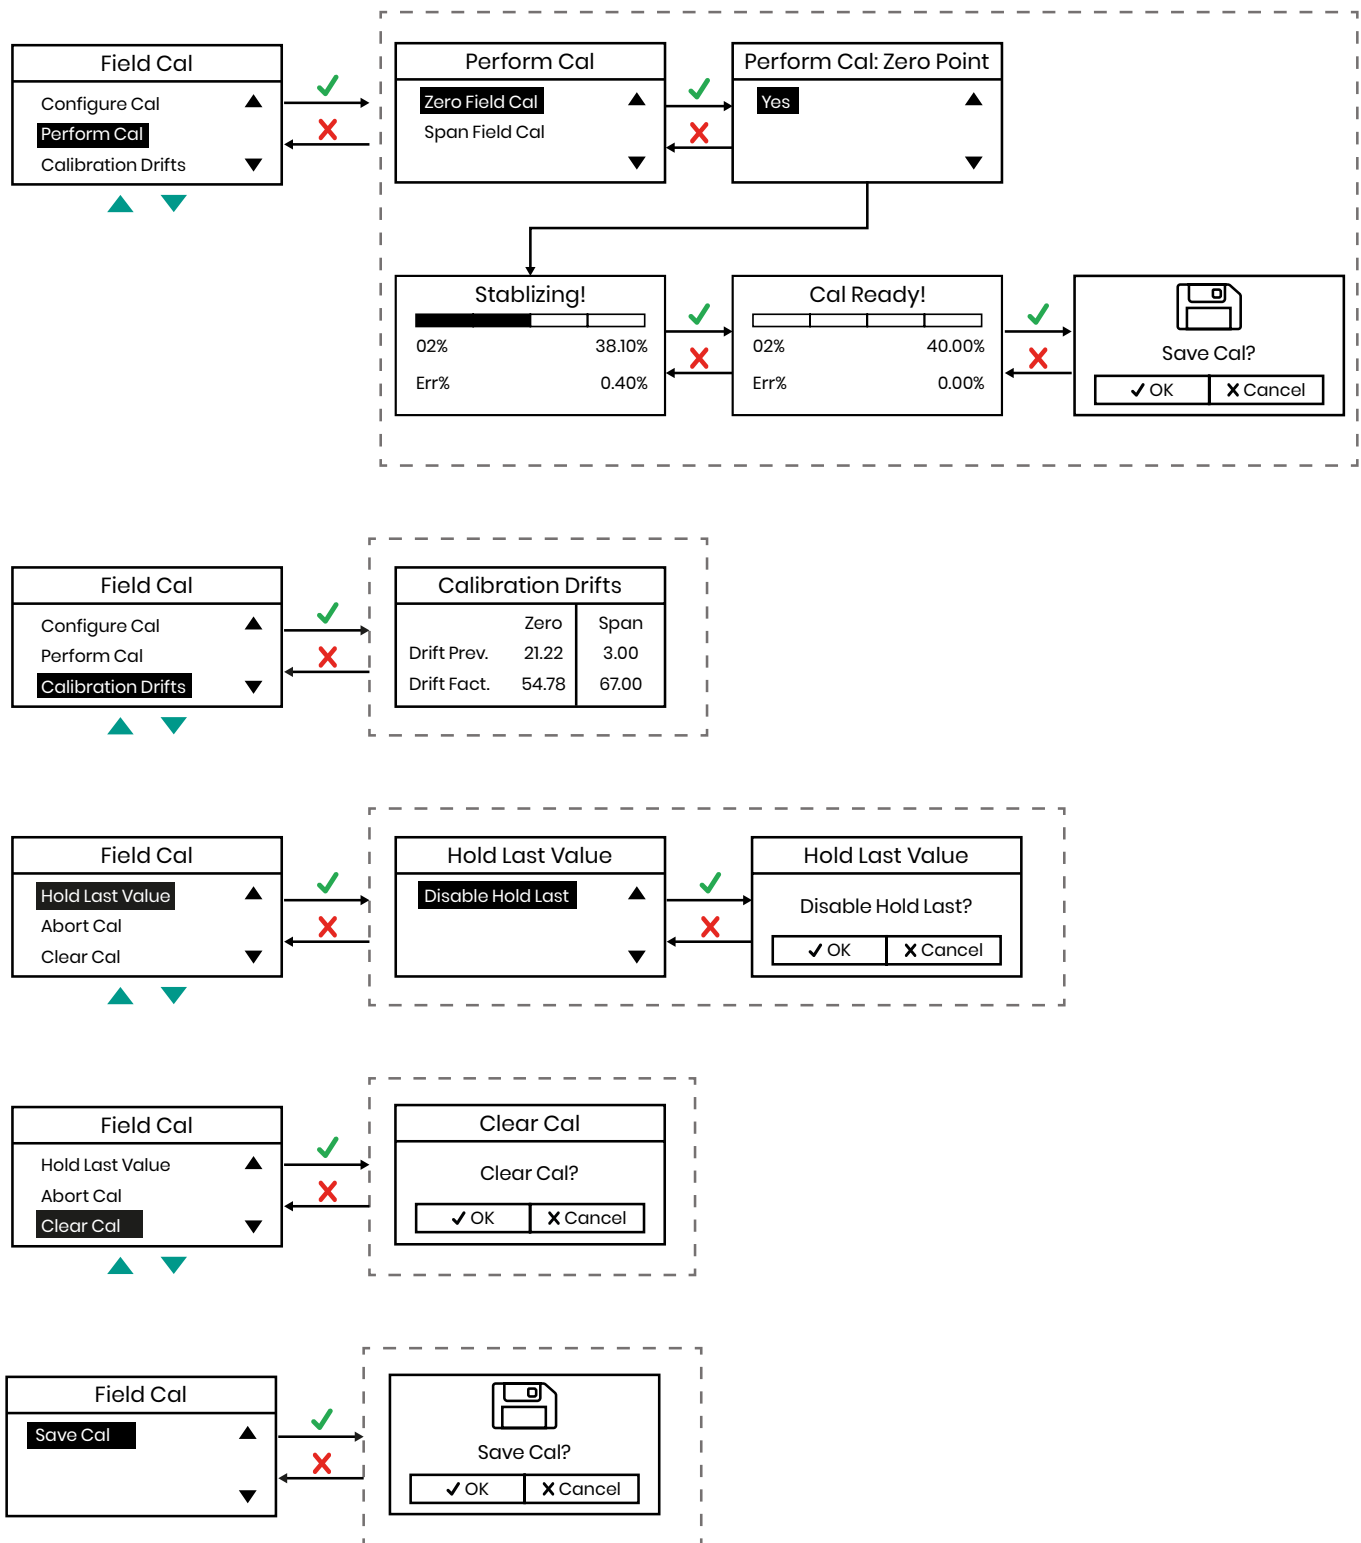 Field Cal
Configure Cal
Perform Cal
Calibration Drifts
Perform Cal
Zero Field Cal
Span Field Cal
Perform Cal: Zero Point
Yes
Stablizing!
02% 38.10%
Err% 0.40%
Cal Ready!
02% 40.00%
Err% 0.00%
Save Cal?
OK Cancel
Field Cal
Configure Cal
Perform Cal
Calibration Drifts
Calibration Drifts
Zero Span
Drift Prev. 21.22 3.00
Drift Fact. 54.78 67.00
Field Cal
Hold Last Value
Abort Cal
Clear Cal
Hold Last Value
Disable Hold Last
Hold Last Value
Disable Hold Last?
OK Cancel
Field Cal
Hold Last Value
Abort Cal
Clear Cal
Clear Cal
Clear Cal?
OK Cancel
Field Cal
Save Cal
Save Cal?
OK Cancel